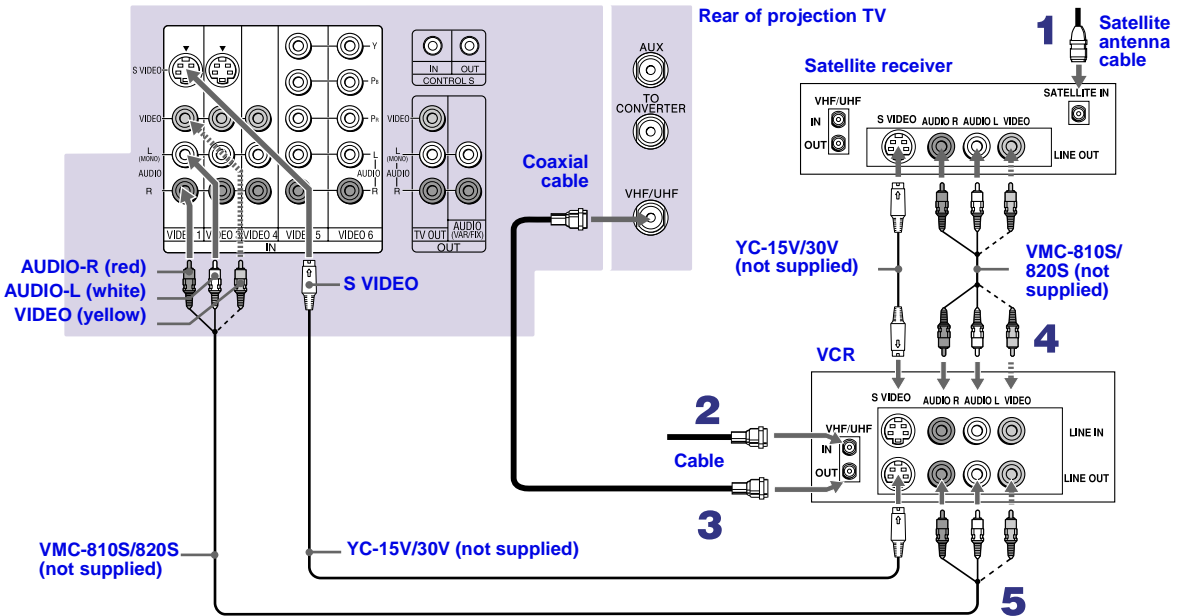 Rear of projection TV
S VIDEO
VIDEO
L
(MONO)
AUDIO
R
Y
PB
PR
L
AUDIO
R
VIDEO 1
VIDEO 3
VIDEO 4
VIDEO 5
VIDEO 6
IN
IN
OUT
CONTROL S
VIDEO
L
(MONO)
AUDIO
R
TV OUT
AUDIO
(VAR/FIX)
OUT
AUX
TO
CONVERTER
VHF/UHF
Coaxial
cable
AUDIO-R (red)
AUDIO-L (white)
VIDEO (yellow)
S VIDEO
1
Satellite
antenna
cable
Satellite receiver
SATELLITE IN
VHF/UHF
IN
OUT
S VIDEO
AUDIO R
AUDIO L
VIDEO
LINE OUT
YC-15V/30V
(not supplied)
VMC-810S/
820S (not
supplied)
4
VCR
S VIDEO
AUDIO R
AUDIO L
VIDEO
VHF/UHF
IN
OUT
LINE IN
LINE OUT
2
Cable
3
VMC-810S/820S
(not supplied)
YC-15V/30V (not supplied)
5